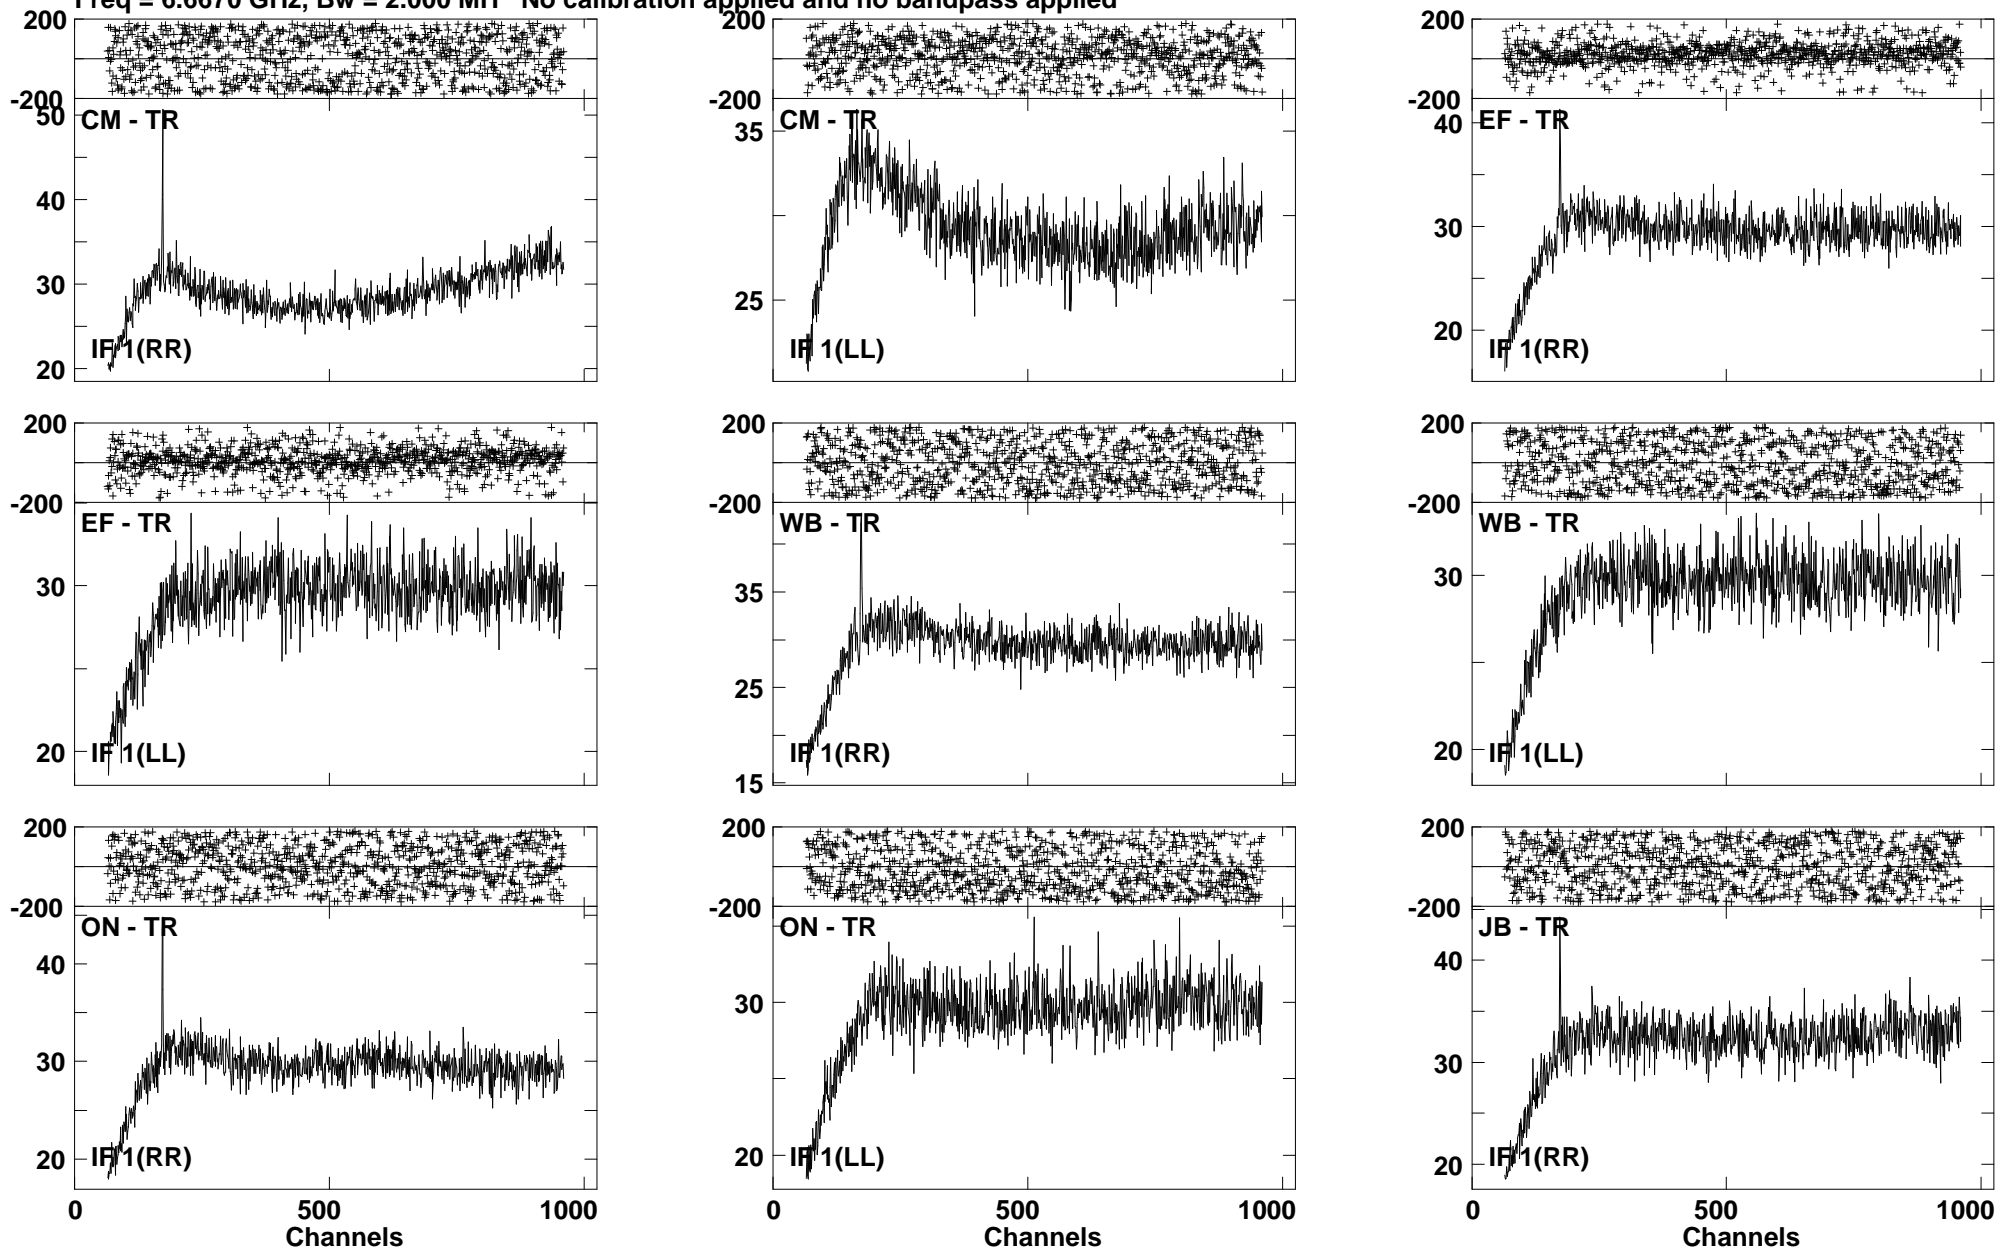 Freq = 6.6670 GHz, Bw = 2.000 MH No calibration applied and no bandpass applied
200
-200
CM - TR
50
40
30
20
IF 1(RR)
200
-200
CM - TR
35
25
IF 1(LL)
200
-200
EF - TR
40
30
20
IF 1(RR)
200
-200
EF - TR
30
20
IF 1(LL)
200
-200
WB - TR
35
25
15
IF 1(RR)
200
-200
WB - TR
30
20
IF 1(LL)
200
-200
ON - TR
40
30
20
IF 1(RR)
0 500 1000
Channels
200
-200
ON - TR
30
20
IF 1(LL)
0 500 1000
Channels
200
-200
JB - TR
40
30
20
IF 1(RR)
0 500 1000
Channels